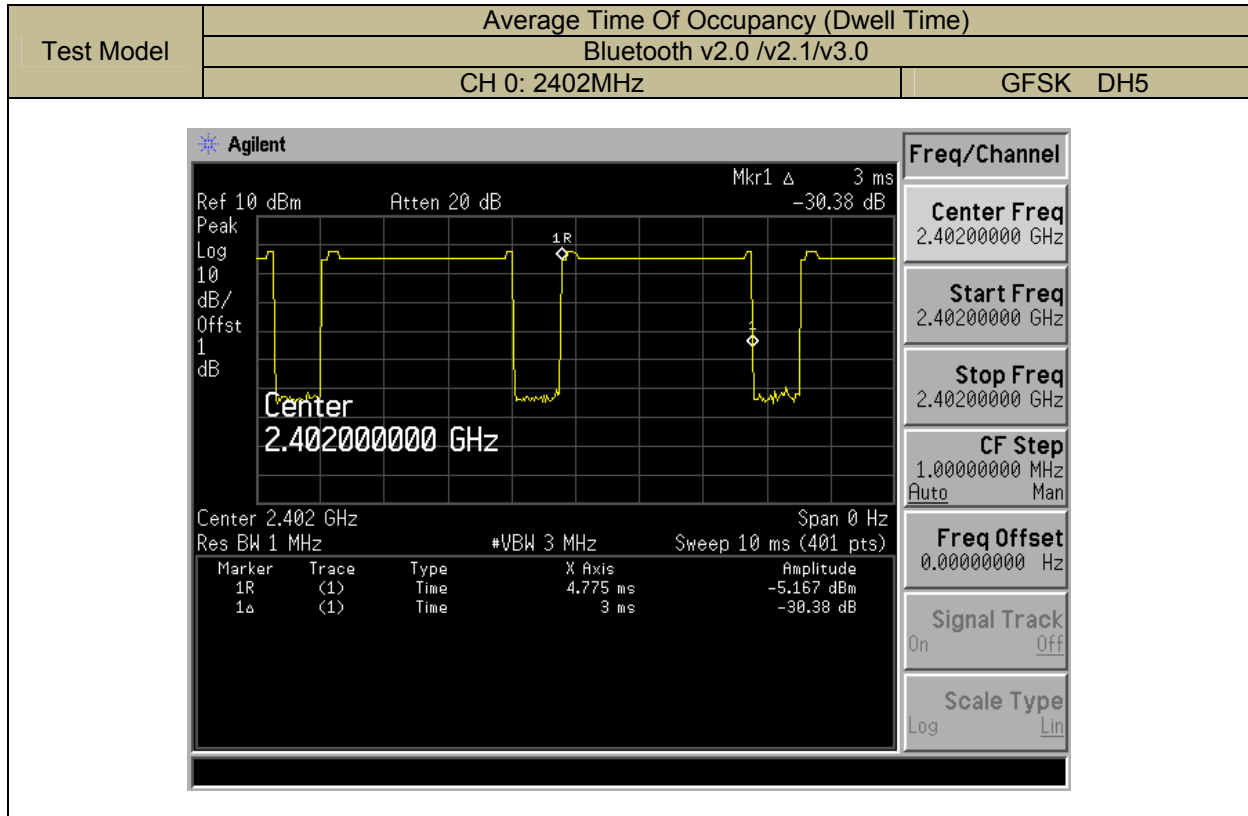 Test Model
Average Time Of Occupancy (Dwell Time)
Bluetooth v2.0 /v2.1/v3.0
CH 0: 2402MHz GFSK DH5
Agilent
Freq/Channel
Mkr1 Δ 3 ms
Ref 10 dBm Atten 20 dB -30.38 dB
Peak
Log
10
dB/
Offst
1
dB
1R
1
Center
2.402000000 GHz
Center 2.402 GHz Span 0 Hz
Res BW 1 MHz #VBW 3 MHz Sweep 10 ms (401 pts)
Marker Trace Type X Axis Amplitude
1R (1) Time 4.775 ms -5.167 dBm
1Δ (1) Time 3 ms -30.38 dB
Center Freq
2.40200000 GHz
Start Freq
2.40200000 GHz
Stop Freq
2.40200000 GHz
CF Step
1.00000000 MHz
Auto Man
Freq Offset
0.00000000 Hz
Signal Track
On Off
Scale Type
Log Lin